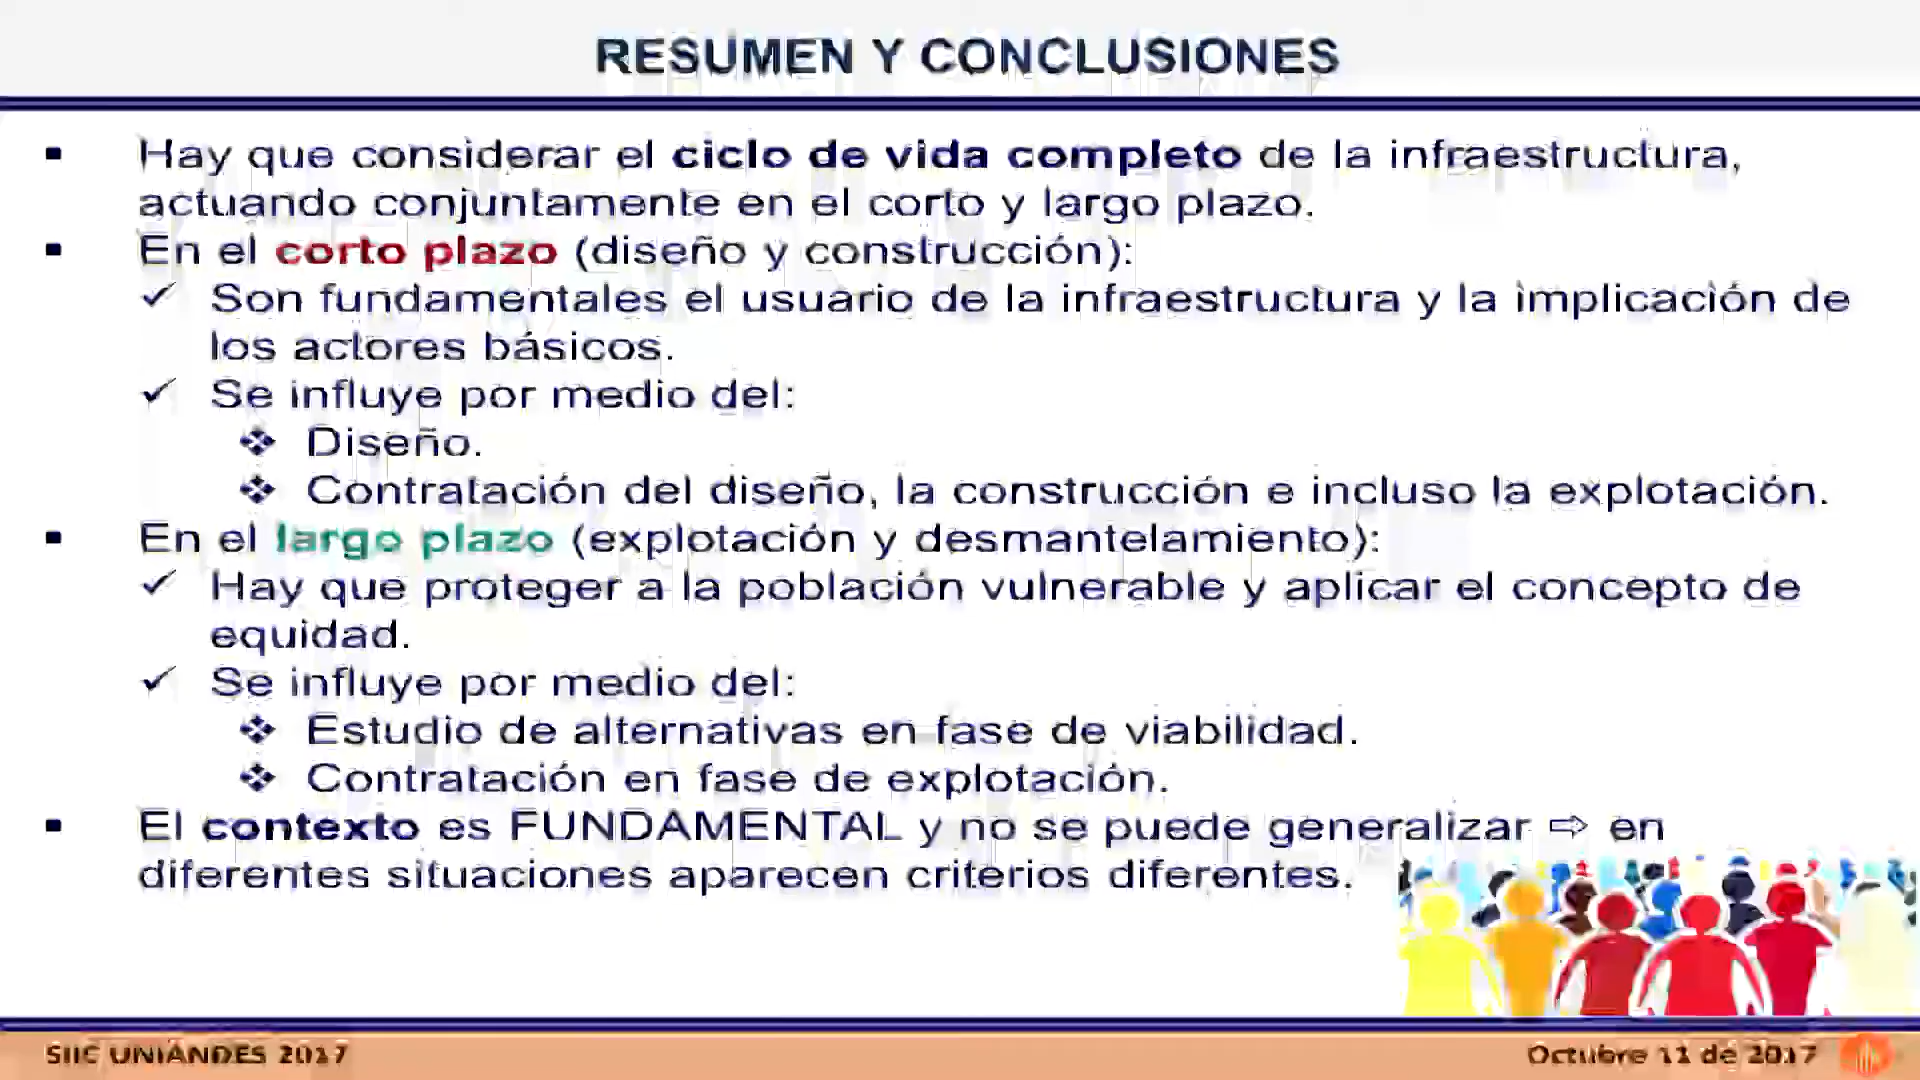 RESUMEN Y CONCLUSIONES
▪ Hay que considerar el ciclo de vida completo de la infraestructura,
actuando conjuntamente en el corto y largo plazo.
▪ En el corto plazo (diseño y construcción):
✓ Son fundamentales el usuario de la infraestructura y la implicación de
los actores básicos.
✓ Se influye por medio del:
❖ Diseño.
❖ Contratación del diseño, la construcción e incluso la explotación.
▪ En el largo plazo (explotación y desmantelamiento):
✓ Hay que proteger a la población vulnerable y aplicar el concepto de
equidad.
✓ Se influye por medio del:
❖ Estudio de alternativas en fase de viabilidad.
❖ Contratación en fase de explotación.
▪ El contexto es FUNDAMENTAL y no se puede generalizar ⇨ en
diferentes situaciones aparecen criterios diferentes.
SIIC UNIANDES 2017
Octubre 11 de 2017